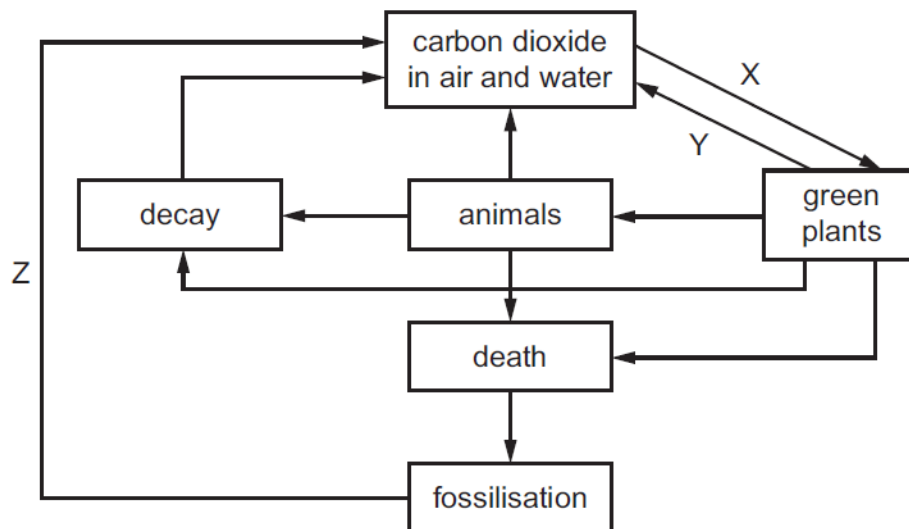 carbon dioxide
in air and water
X
Y
green
plants
decay
animals
Z
death
fossilisation